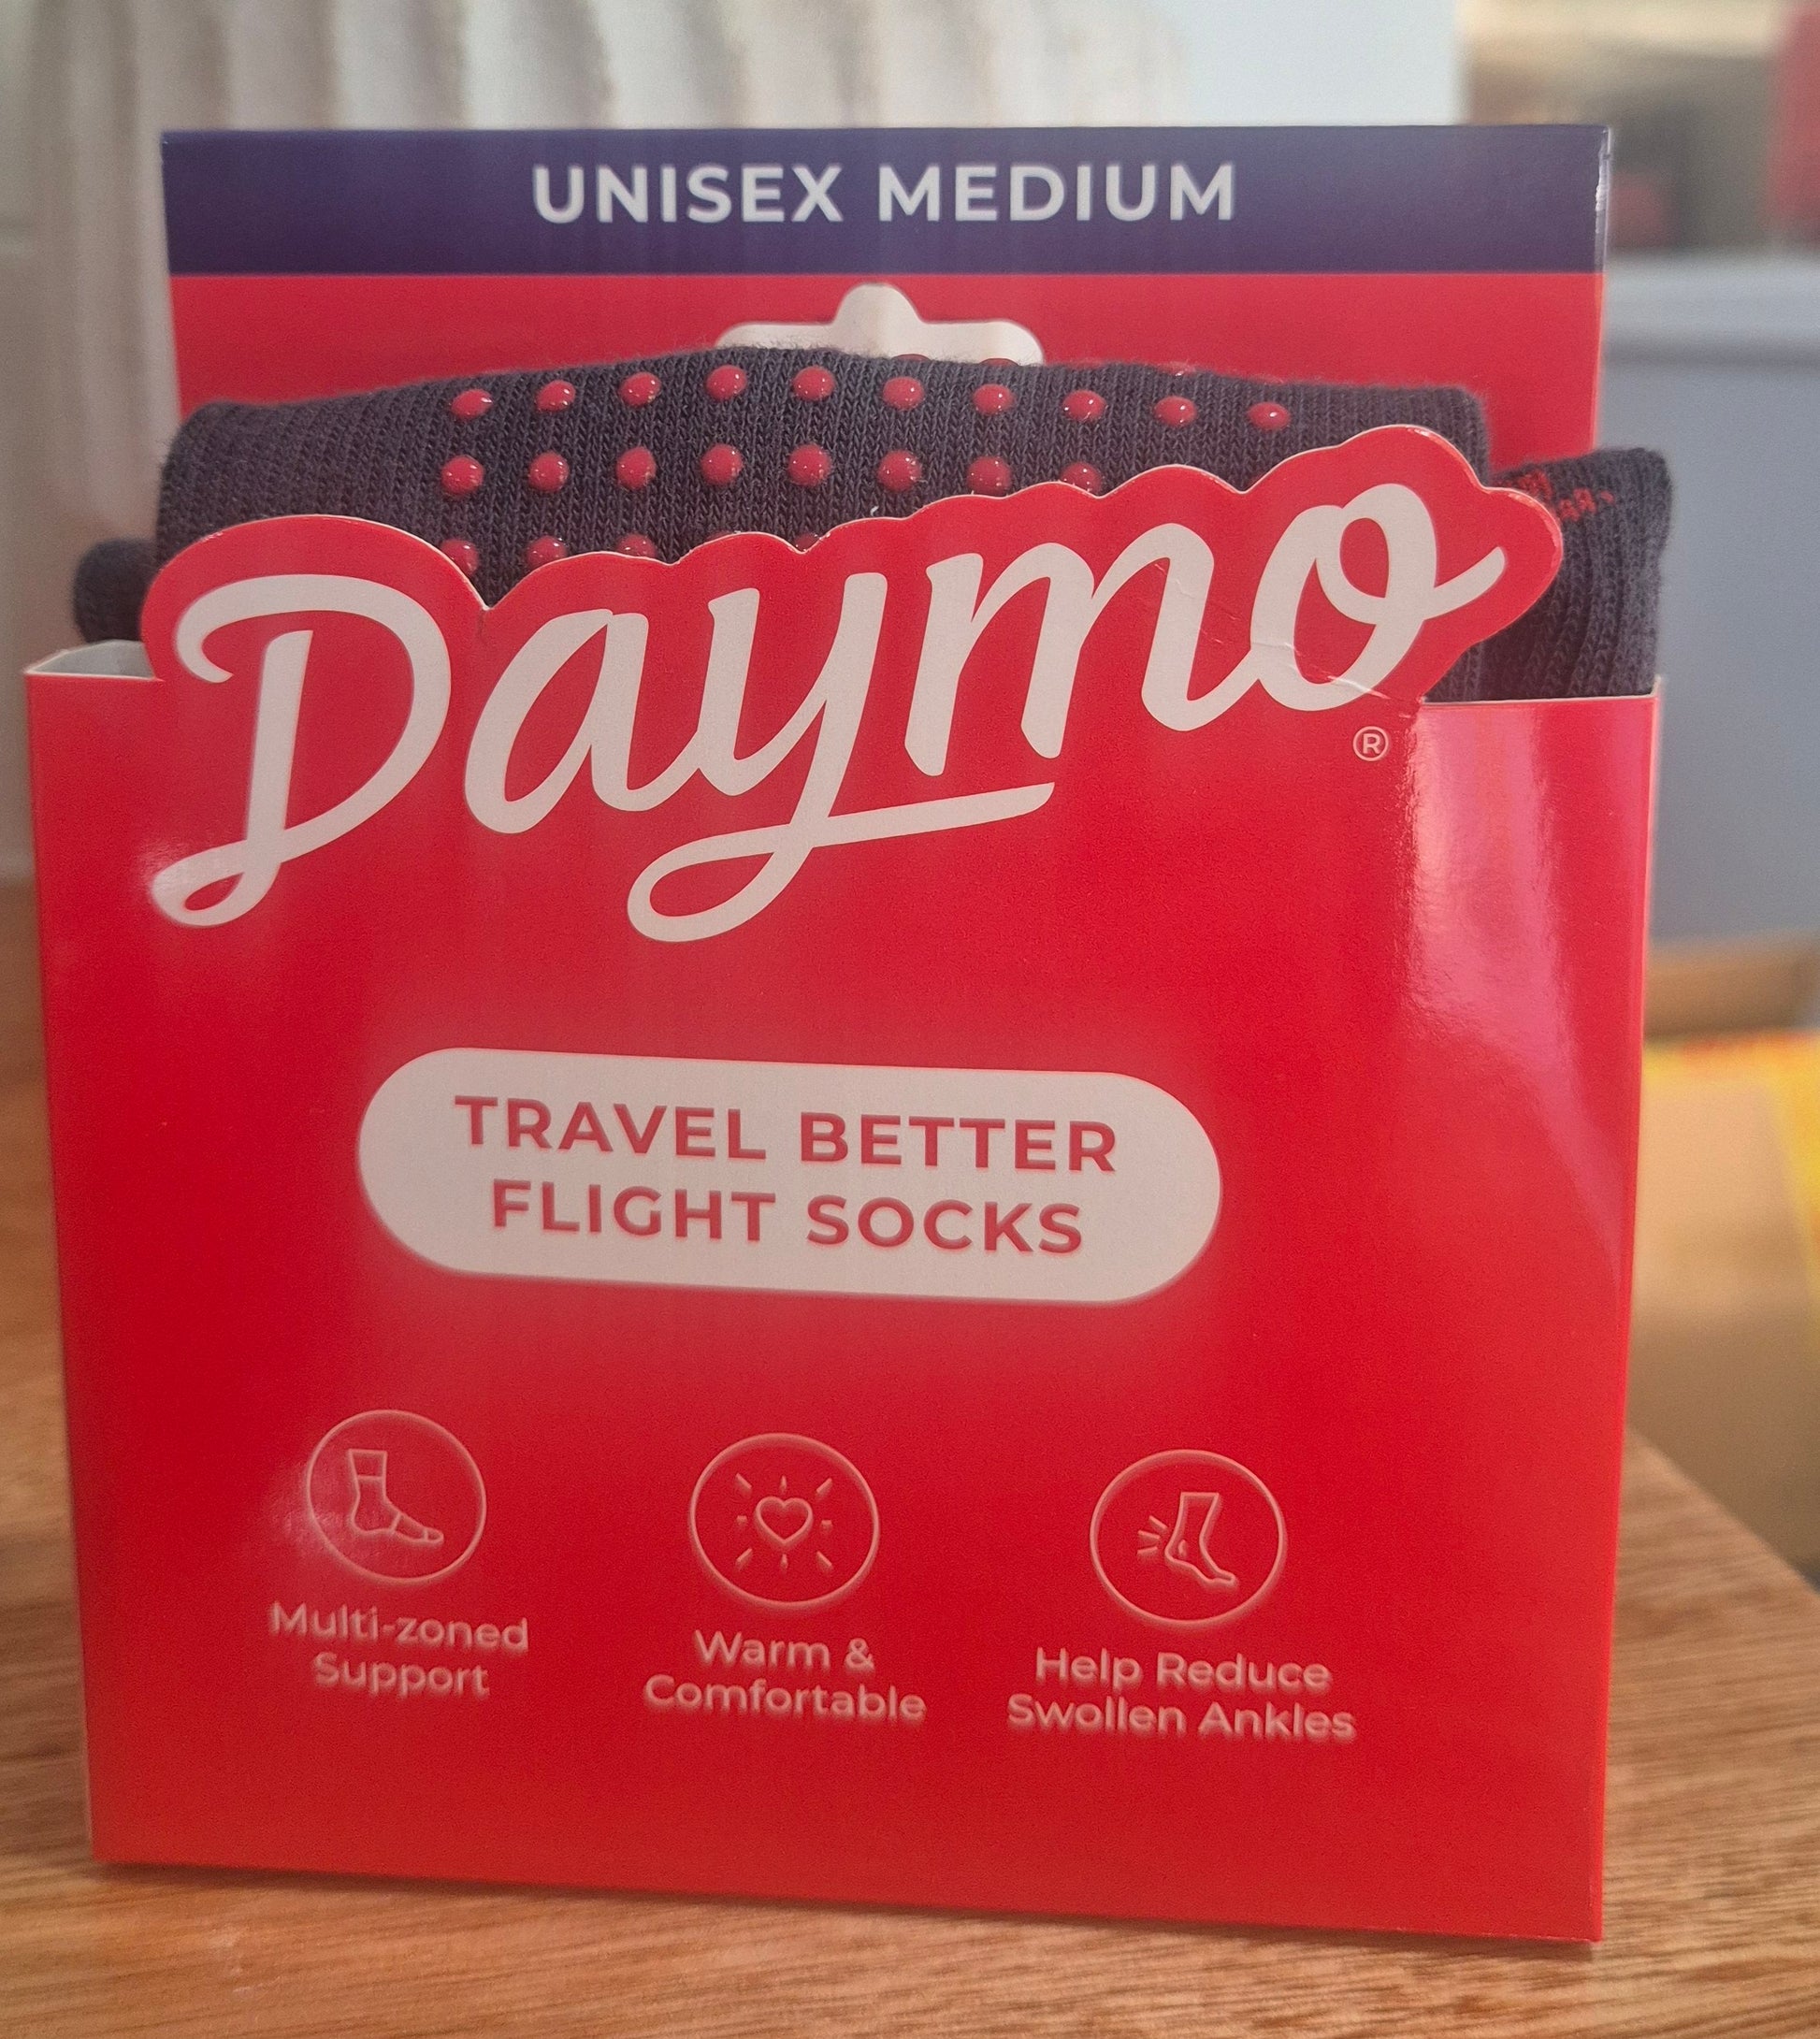 UNISEX MEDIUM
Daymo
®
TRAVEL BETTER
FLIGHT SOCKS
Multi-zoned
Support
Warm &
Comfortable
Help Reduce
Swollen Ankles